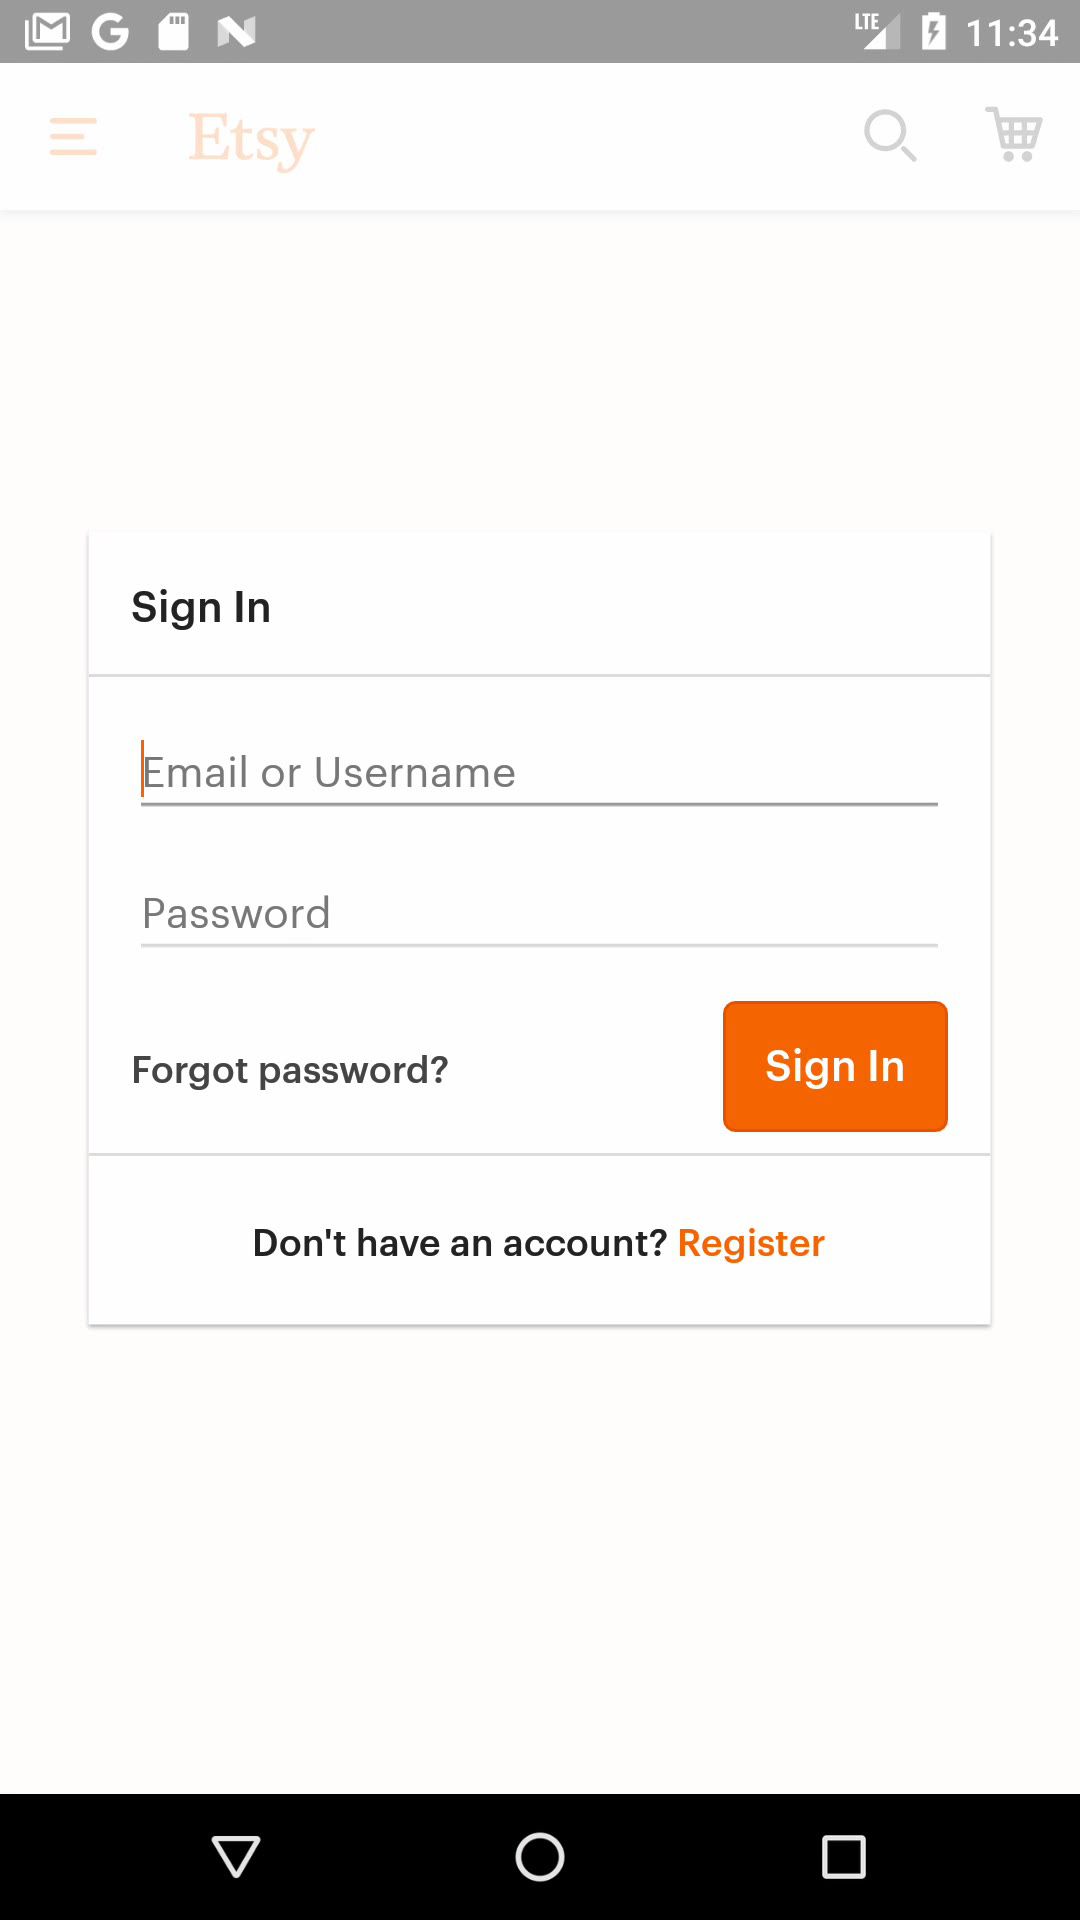 LTE 11:34
Etsy
Sign In
Email or Username
Password
Forgot password?
Sign In
Don't have an account? Register